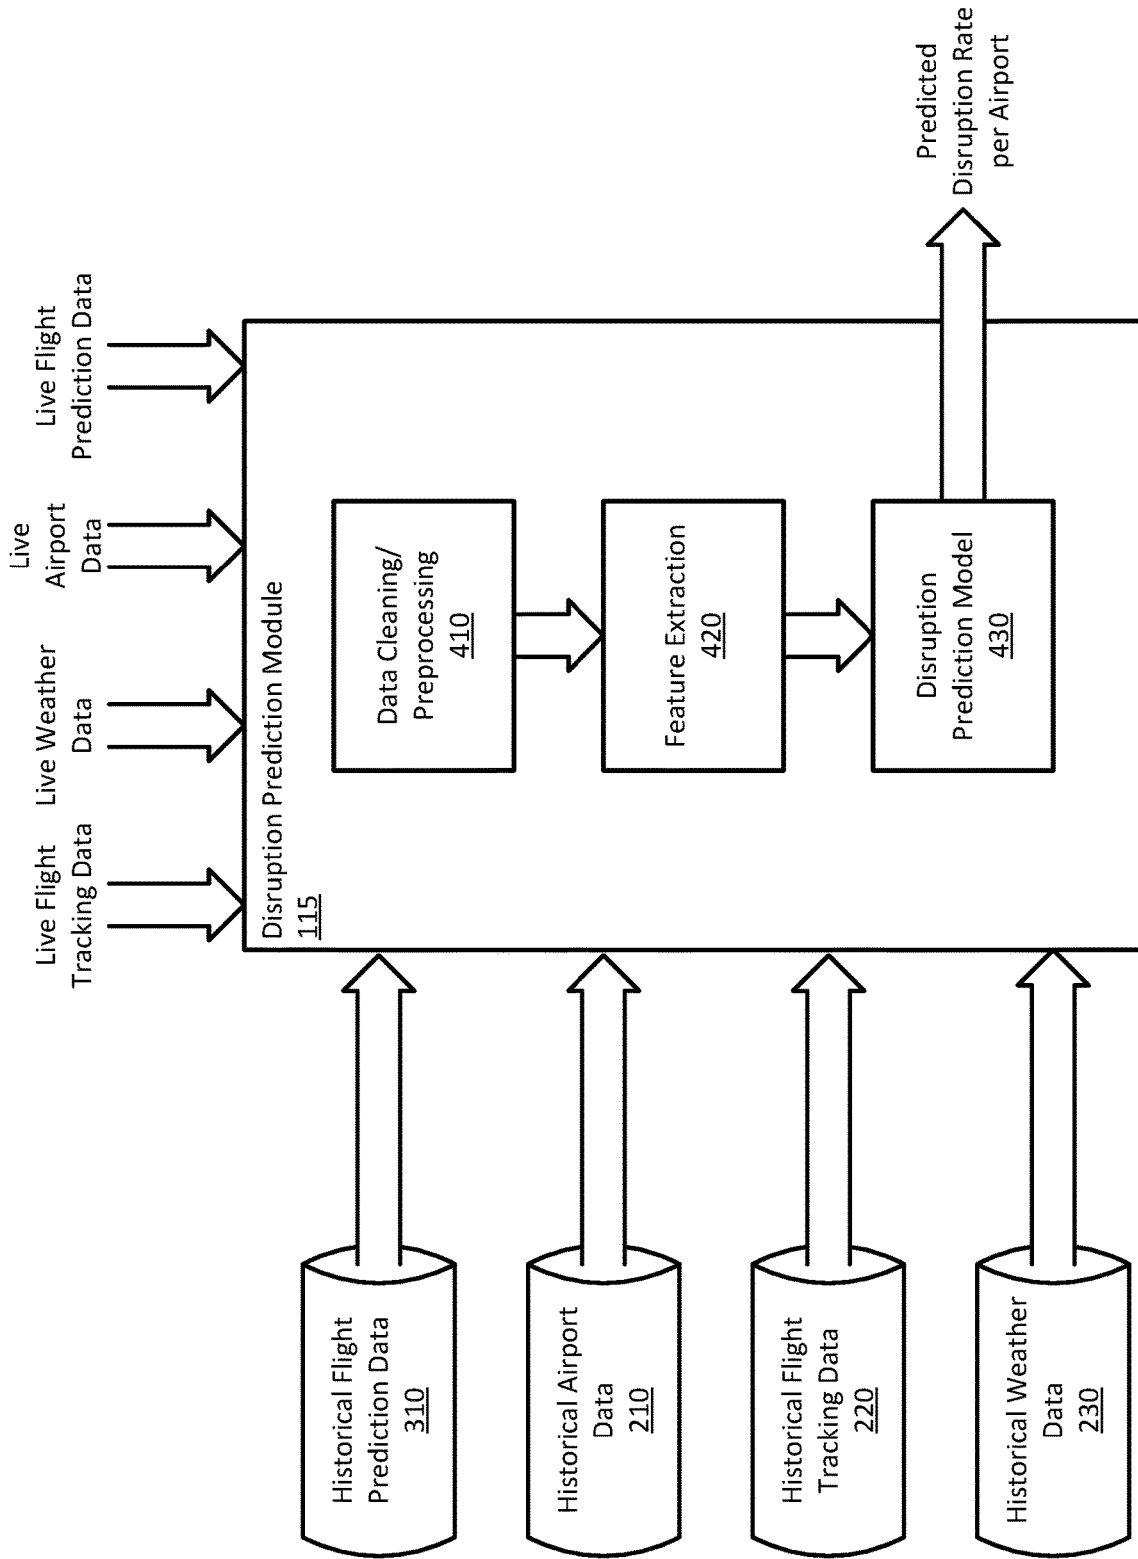 Live Flight
Tracking Data
Live Weather
Data
Live
Airport
Data
Live Flight
Prediction Data
Disruption Prediction Module
115
Data Cleaning/
Preprocessing
410
Feature Extraction
420
Disruption
Prediction Model
430
Predicted
Disruption Rate
per Airport
Historical Flight
Prediction Data
310
Historical Airport
Data
210
Historical Flight
Tracking Data
220
Historical Weather
Data
230